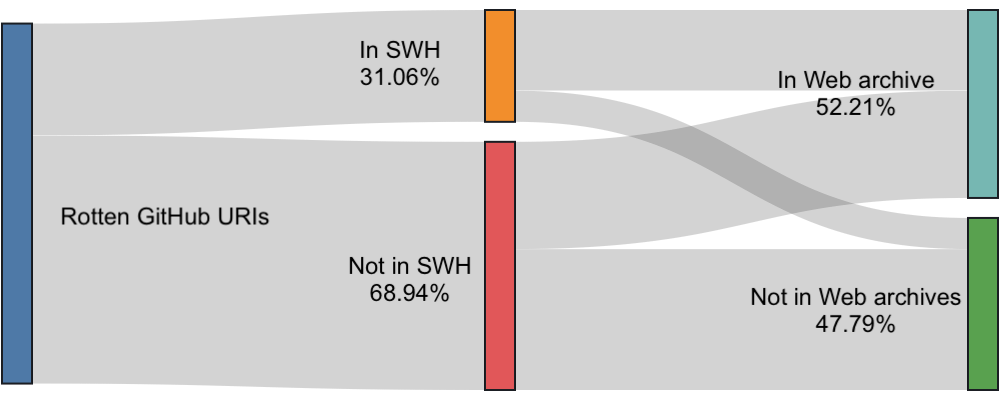 Rotten GitHub URIs
In SWH
31.06%
Not in SWH
68.94%
In Web archive
52.21%
Not in Web archives
47.79%